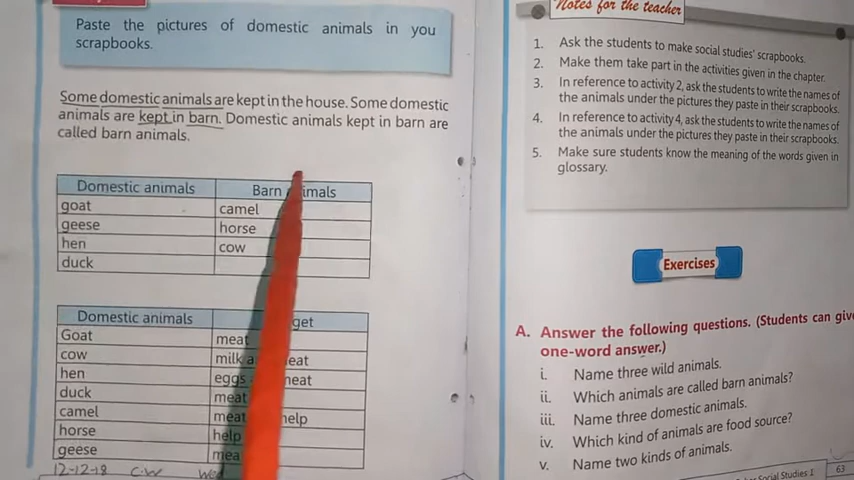 Paste the pictures of domestic animals in you
scrapbooks.
Some domestic animals are kept in the house. Some domestic
animals are kept in barn. Domestic animals kept in barn are
called barn animals.
Domestic animals Barn imals
goat camel
geese horse
hen cow
duck
Domestic animals get
Goat meat
cow milk a eat
hen eggs meat
duck meat
camel meat help
horse help
geese mea
12-12-18 C.W
Notes for the teacher
1. Ask the students to make social studies' scrapbooks.
2. Make them take part in the activities given in the chapter.
3. In reference to activity 2, ask the students to write the names of
the animals under the pictures they paste in their scrapbooks.
4. In reference to activity 4, ask the students to write the names of
the animals under the pictures they paste in their scrapbooks.
5. Make sure students know the meaning of the words given in
glossary.
Exercises
A. Answer the following questions. (Students can give
one-word answer.)
i. Name three wild animals.
ii. Which animals are called barn animals?
iii. Name three domestic animals.
iv. Which kind of animals are food source?
v. Name two kinds of animals.
Social Studies 1 63